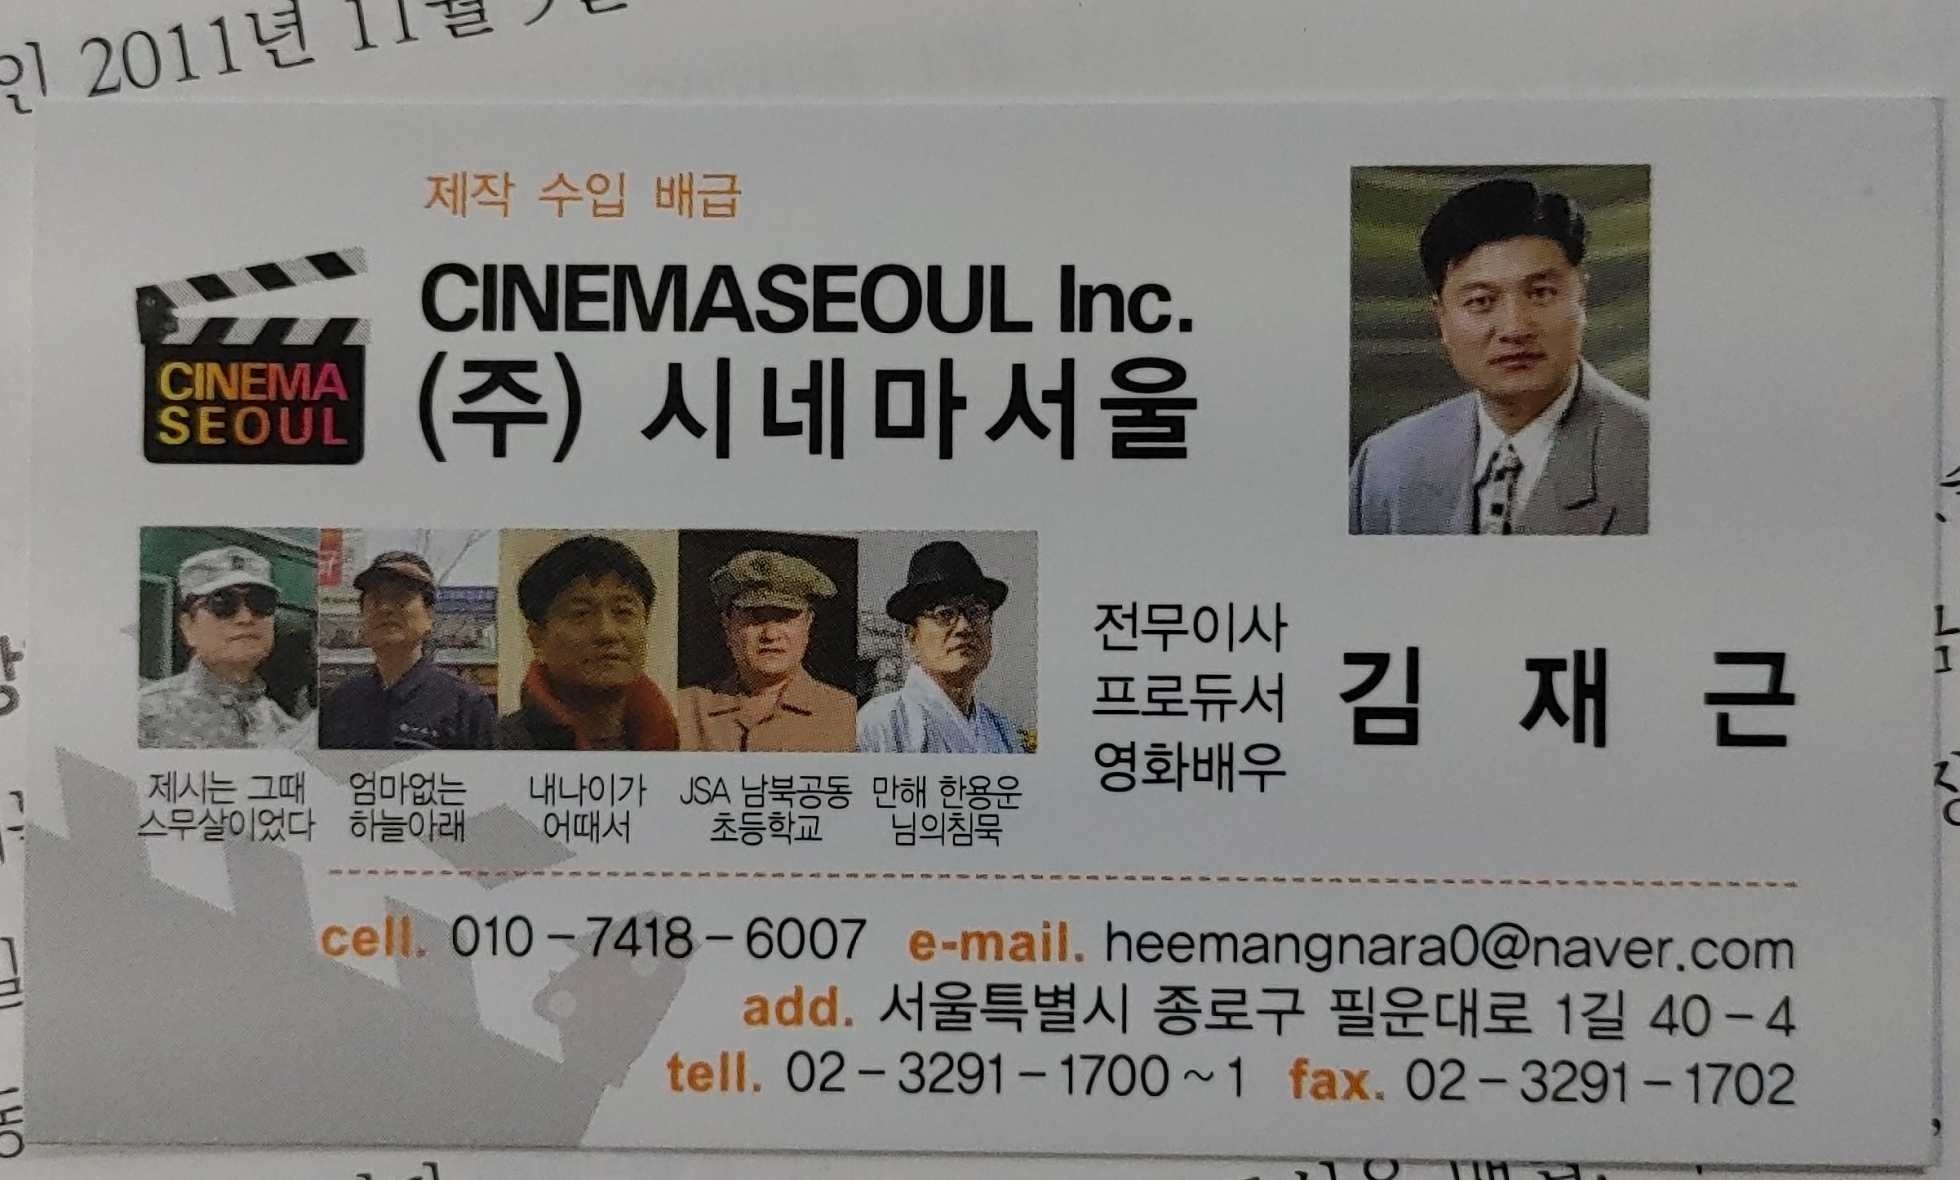 인 2011년 11월
제작 수입 배급
CINEMASEOUL Inc.
(주) 시네마서울
CINEMA
SEOUL
제시는 그때
스무살이었다
엄마없는
하늘아래
내나이가
어때서
JSA 남북공동
초등학교
만해 한용운
님의침묵
전무이사
프로듀서
영화배우
김 재 근
cell. 010-7418-6007 e-mail. heemangnara0@naver.com
add. 서울특별시 종로구 필운대로 1길 40-4
tell. 02-3291-1700~1 fax. 02-3291-1702